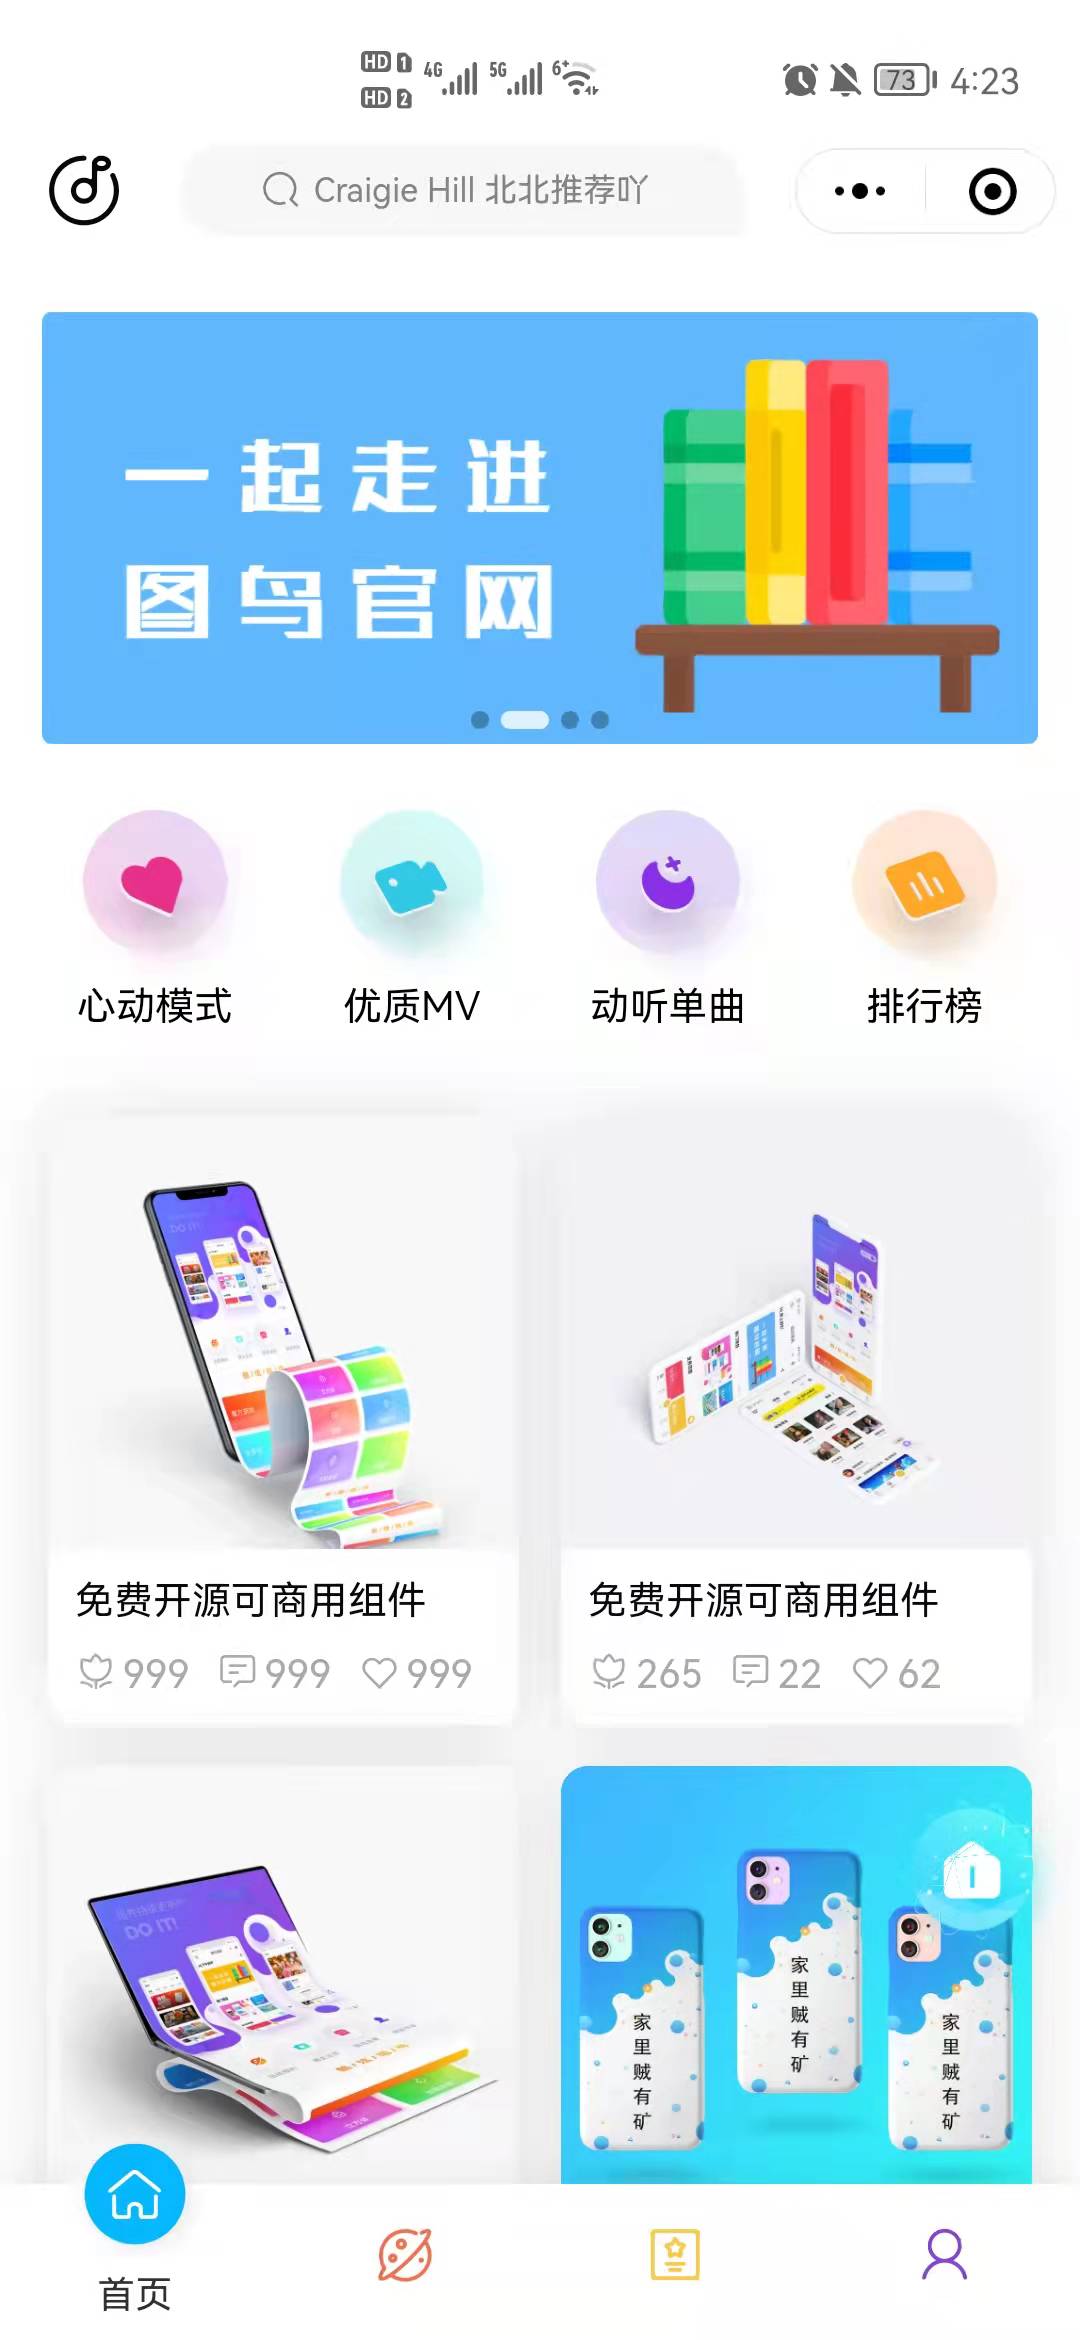 HD 1 4G 5G 6+ 73 4:23
HD 2
Craigie Hill 北北推荐吖
一起走进
图鸟官网
心动模式 优质MV 动听单曲 排行榜
DO IT!
免费开源可商用组件 免费开源可商用组件
999 999 999 265 22 62
DO IT!
家里贼有矿 家里贼有矿 家里贼有矿
首页